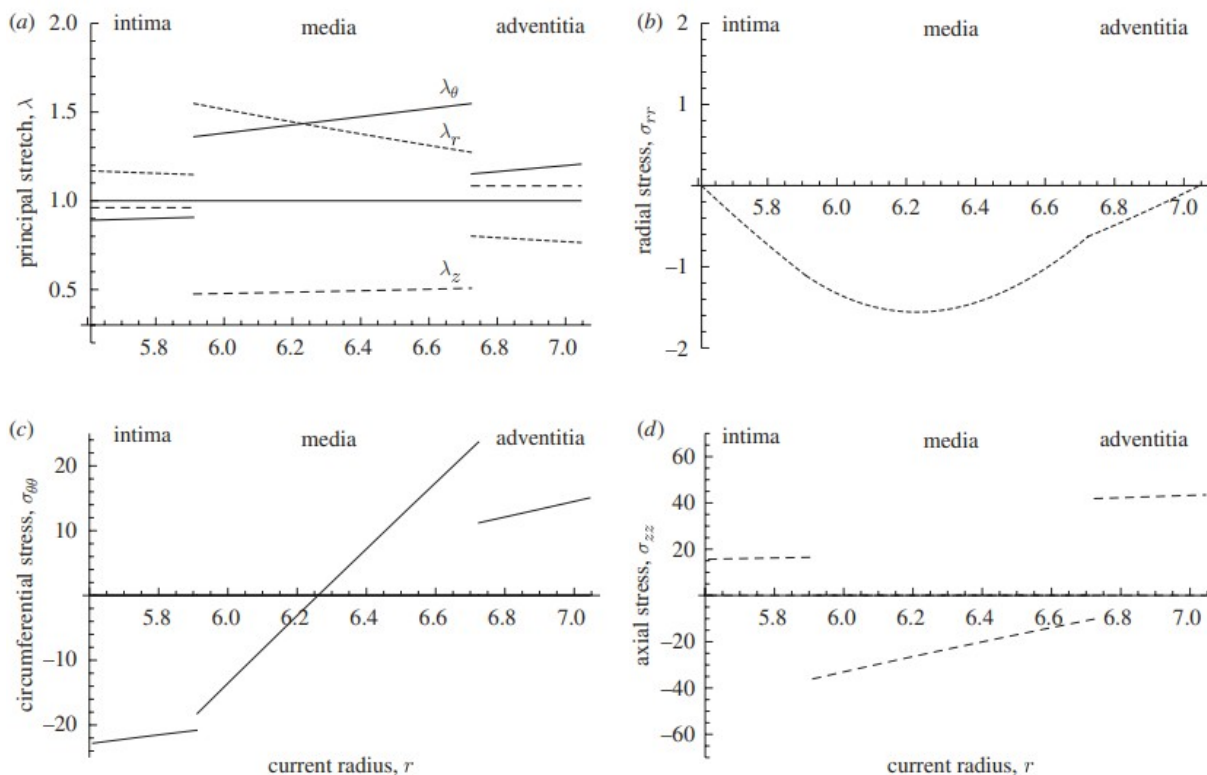 (a)
2.0
intima
media
adventitia
1.5
λθ
λr
1.0
0.5
λz
principal stretch, λ
5.8 6.0 6.2 6.4 6.6 6.8 7.0
(b)
2
intima
media
adventitia
1
radial stress, σrr
5.8 6.0 6.2 6.4 6.6 6.8 7.0
–1
–2
(c)
intima
media
adventitia
20
10
circumferential stress, σθθ
5.8 6.0 6.2 6.4 6.6 6.8 7.0
–10
–20
current radius, r
(d)
intima
media
adventitia
60
40
20
axial stress, σzz
5.8 6.0 6.2 6.4 6.6 6.8 7.0
–20
–40
–60
current radius, r